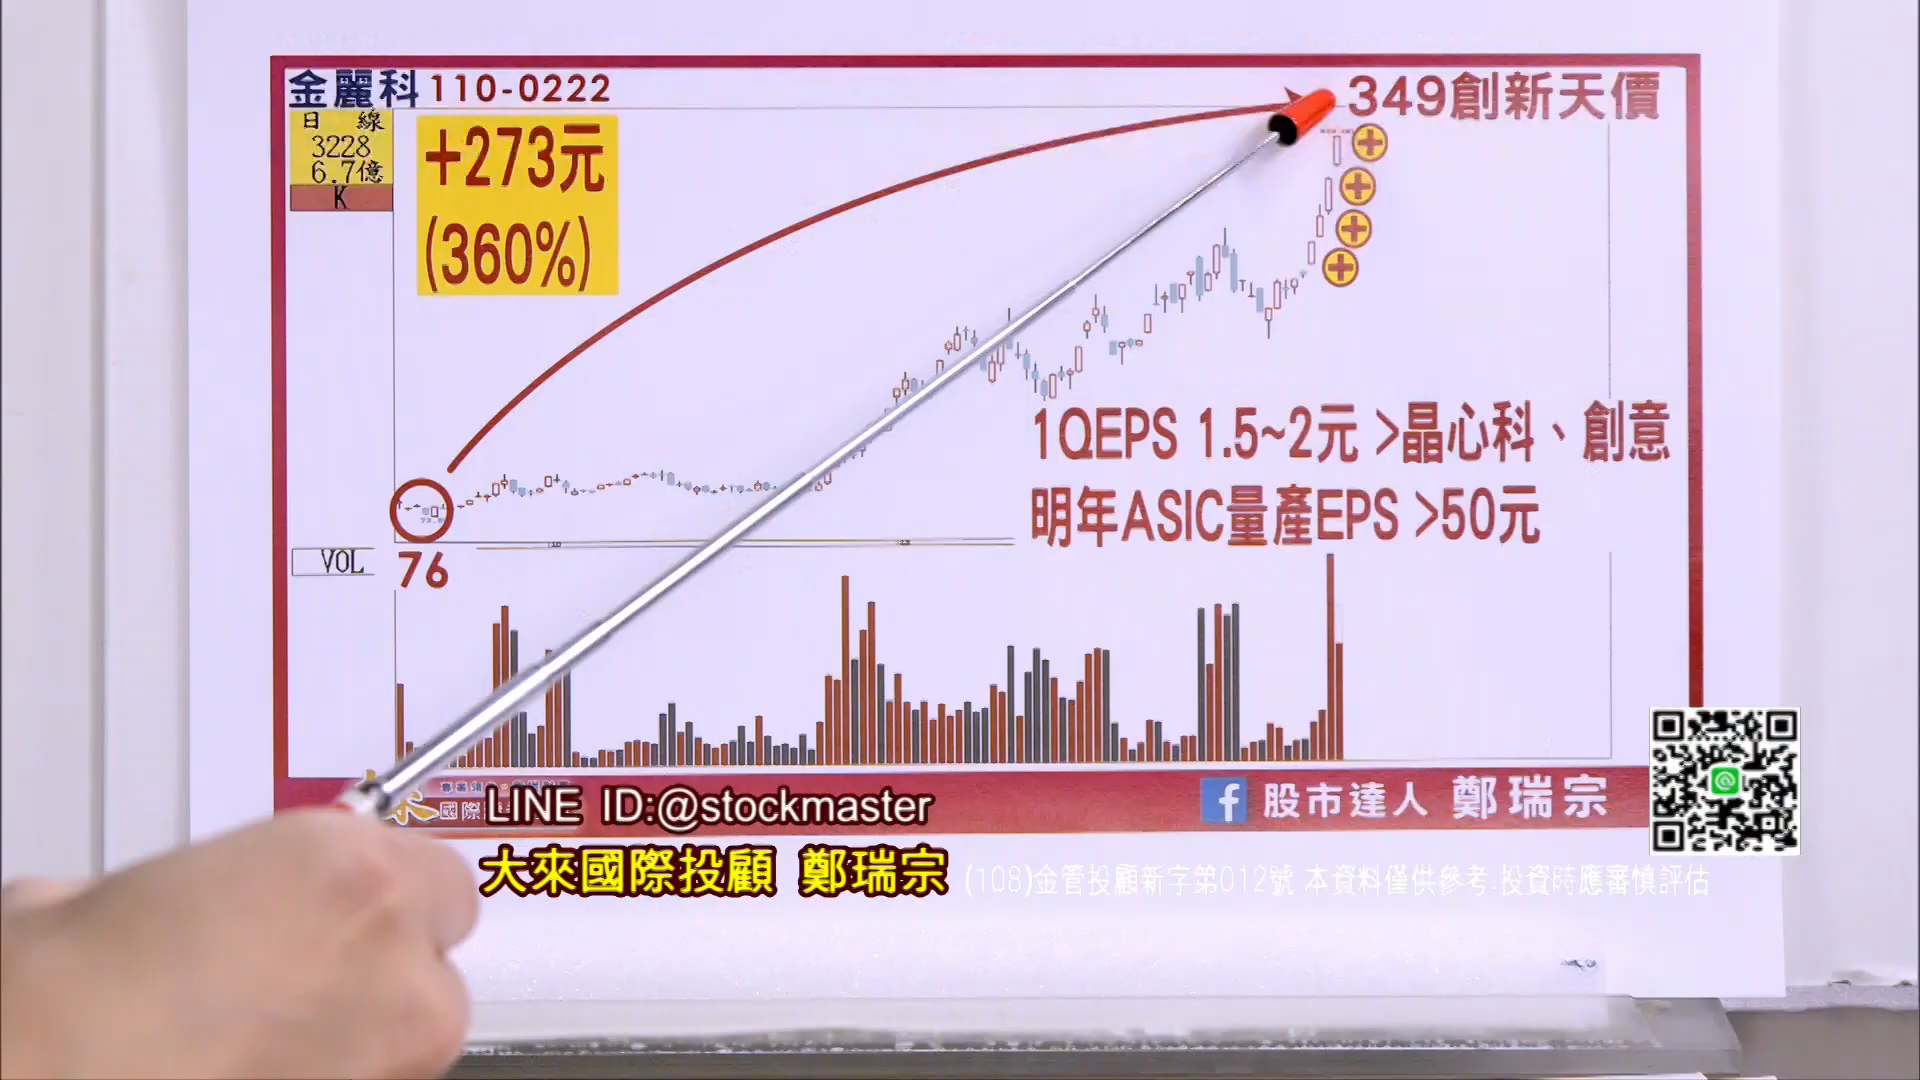 金麗科 110-0222
349創新天價
日 線
3228
6.7億
K
+273元
(360%)
1QEPS 1.5~2元 >晶心科、創意
明年ASIC量產EPS >50元
76
VOL
LINE ID:@stockmaster
股市達人 鄭瑞宗
大來國際投顧 鄭瑞宗
(108)金管投顧新字第012號 本資料僅供參考.投資時應審慎評估